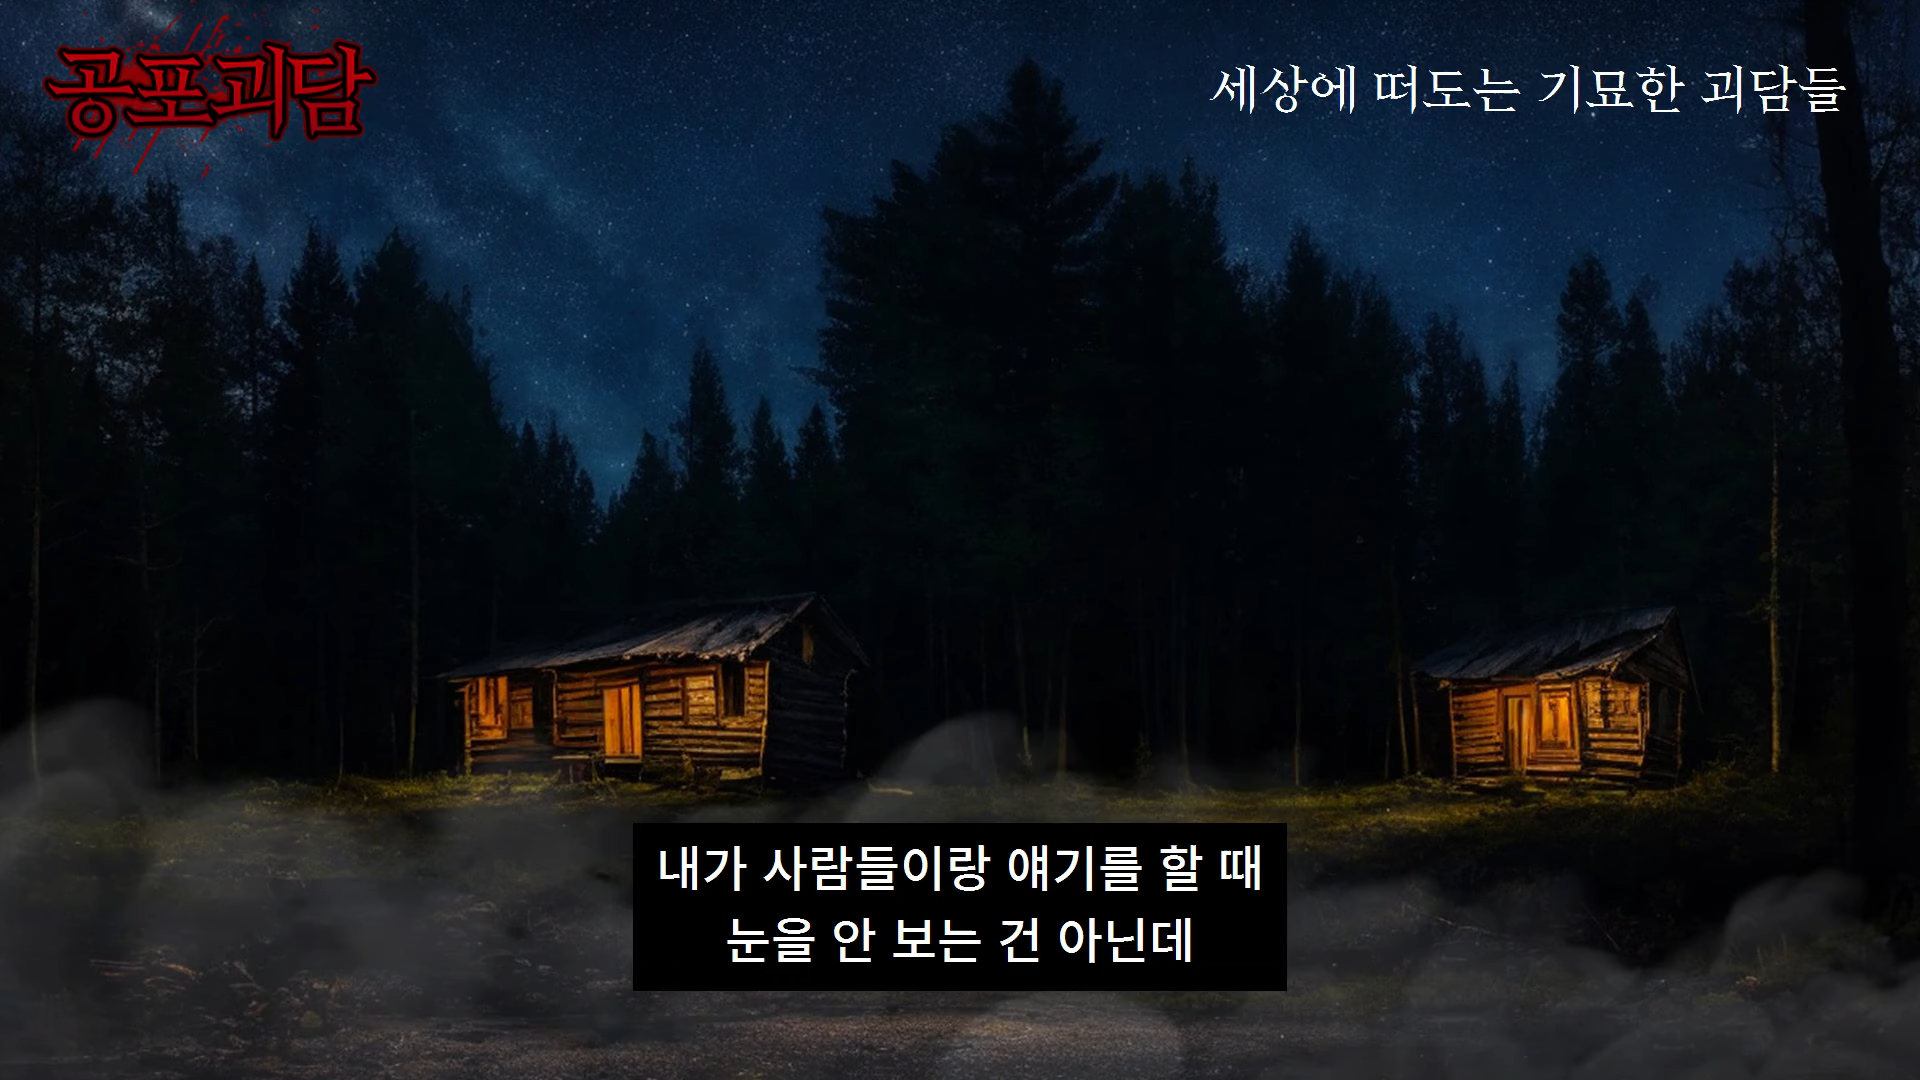 공포괴담
세상에 떠도는 기묘한 괴담들
내가 사람들이랑 얘기를 할 때
눈을 안 보는 건 아닌데